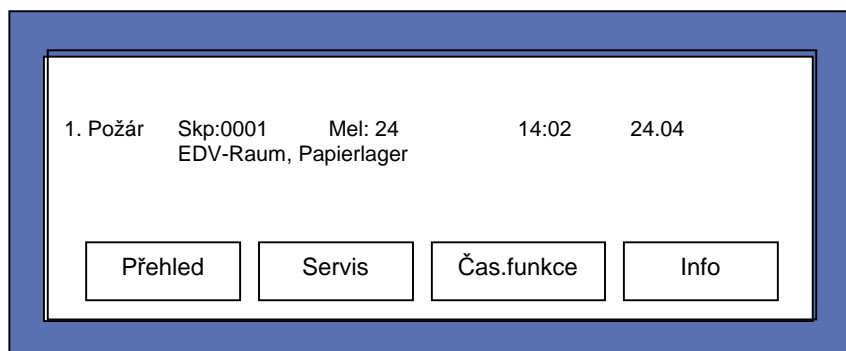 1. Požár Skp:0001 Mel: 24 14:02 24.04
EDV-Raum, Papierlager
Přehled Servis Čas.funkce Info